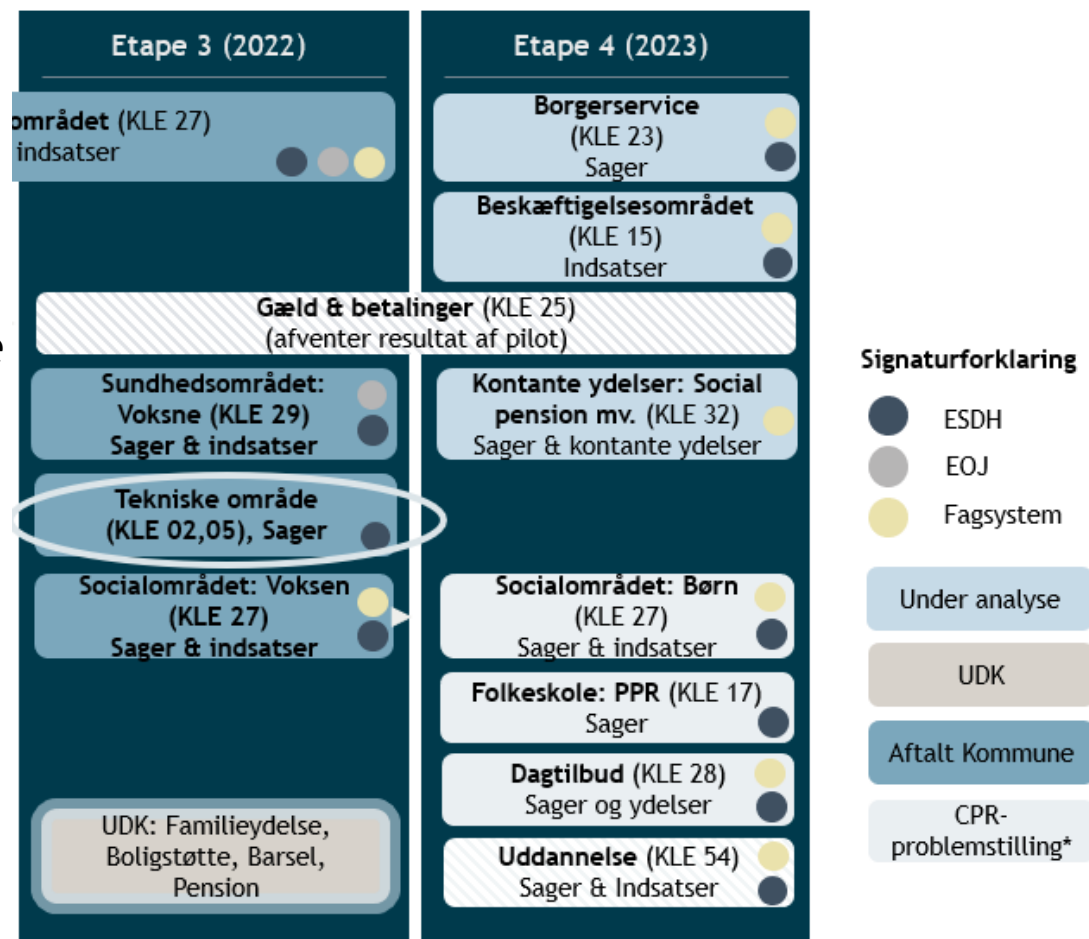 Etape 3 (2022)
området (KLE 27)
indsatser
Gæld & betalinger (KLE 25)
(afventer resultat af pilot)
Sundhedsområdet:
Voksne (KLE 29)
Sager & indsatser
Tekniske område
(KLE 02,05), Sager
Socialområdet: Voksen
(KLE 27)
Sager & indsatser
UDK: Familieydelse,
Boligstøtte, Barsel,
Pension
Etape 4 (2023)
Borgerservice
(KLE 23)
Sager
Beskæftigelsesområdet
(KLE 15)
Indsatser
Kontante ydelser: Social
pension mv. (KLE 32)
Sager & kontante ydelser
Socialområdet: Børn
(KLE 27)
Sager & indsatser
Folkeskole: PPR (KLE 17)
Sager
Dagtilbud (KLE 28)
Sager og ydelser
Uddannelse (KLE 54)
Sager & Indsatser
Signaturforklaring
ESDH
EOJ
Fagsystem
Under analyse
UDK
Aftalt Kommune
CPR-
problemstilling*